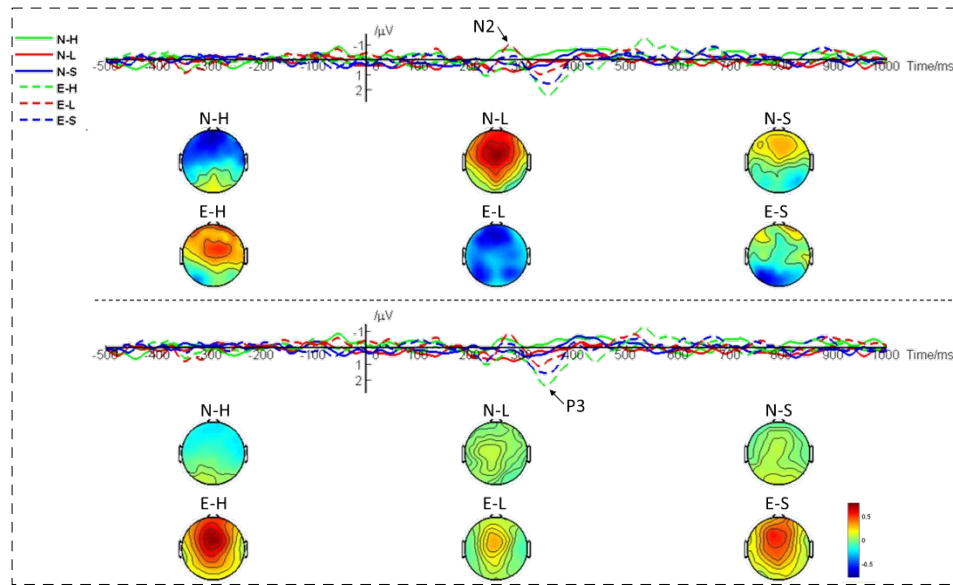 N-H
N-L
N-S
E-H
E-L
E-S
N2
/μV
-1
1
2
-500 -400 -300 -200 -100 0 100 200 300 400 500 600 700 800 900 1000 Time/ms
N-H N-L N-S
E-H E-L E-S
/μV
-1
1
2
-500 -400 -300 -200 -100 0 100 200 300 400 500 600 700 800 900 1000 Time/ms
P3
N-H N-L N-S
E-H E-L E-S
0.5
0
-0.5